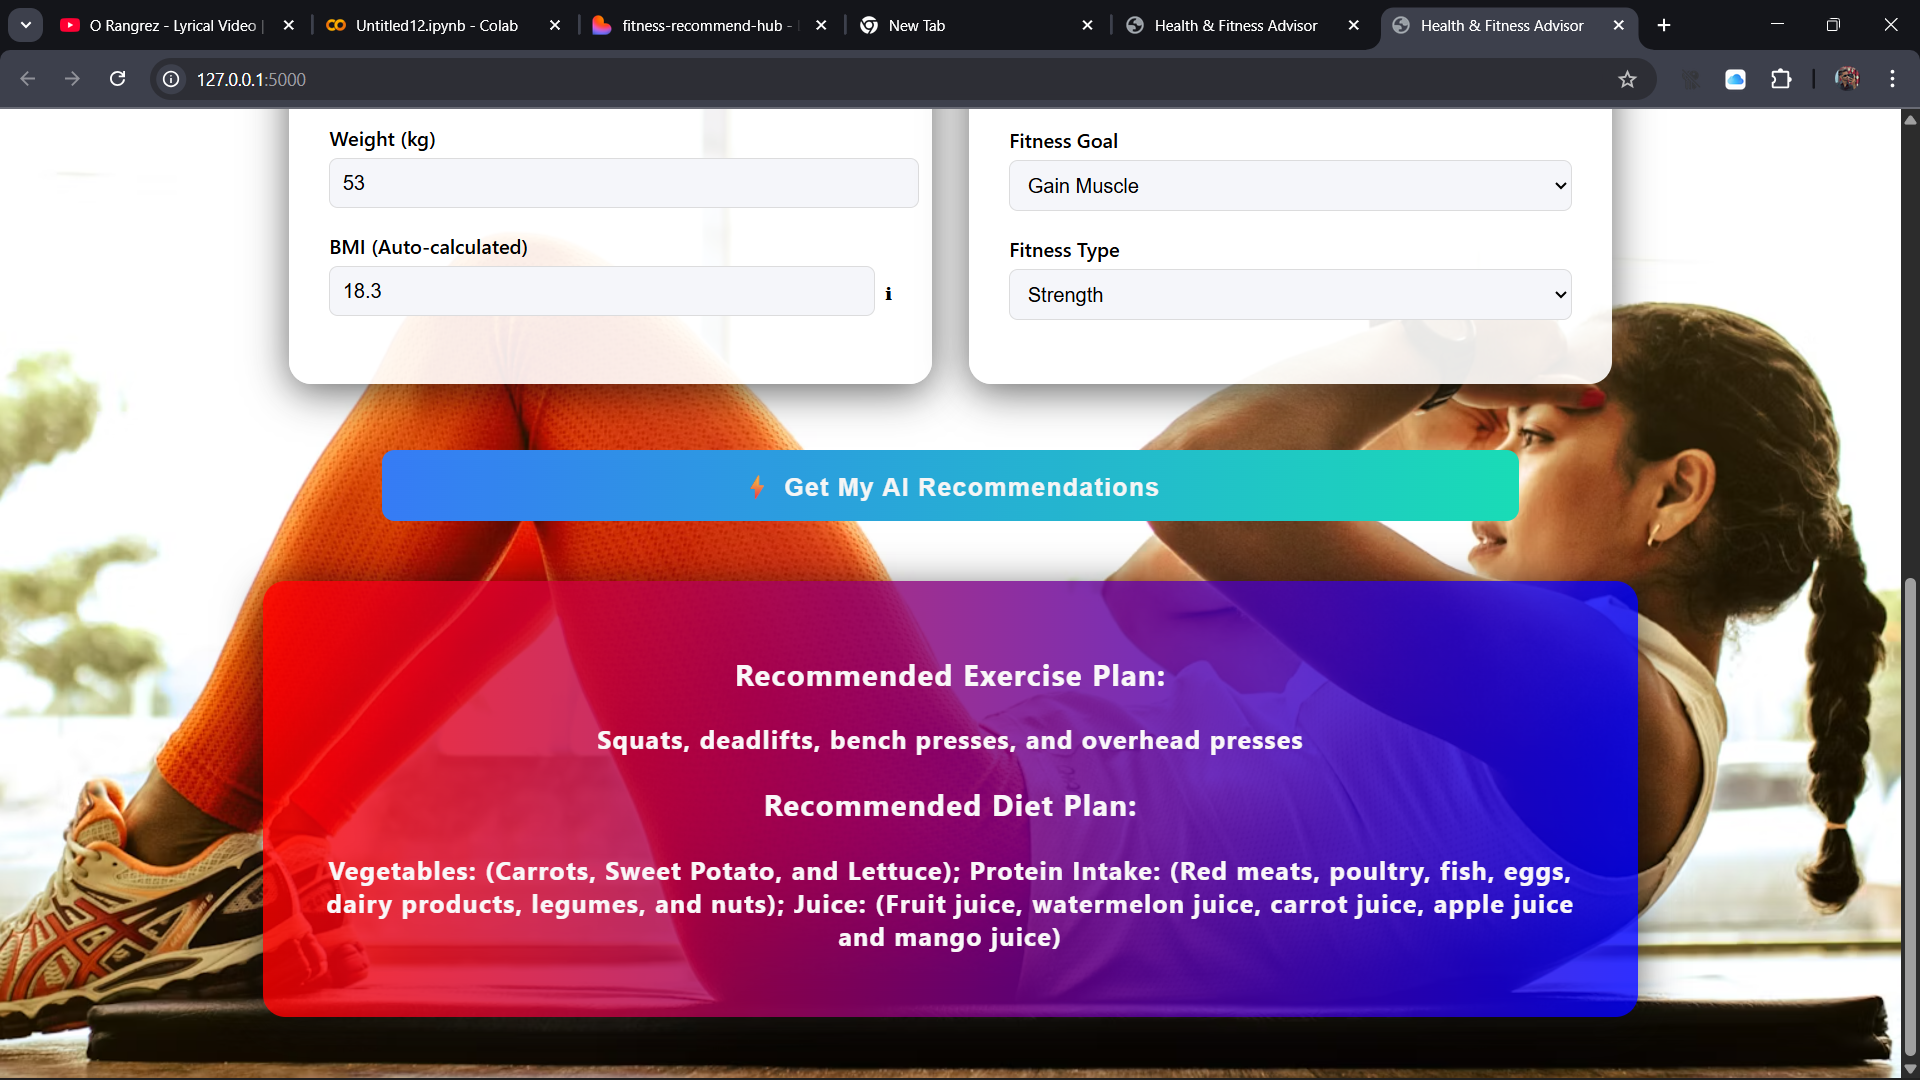 O Rangrez - Lyrical Video |
Untitled12.ipynb - Colab
fitness-recommend-hub -
New Tab
Health & Fitness Advisor
Health & Fitness Advisor
127.0.0.1:5000
Weight (kg)
53
BMI (Auto-calculated)
18.3
i
Fitness Goal
Gain Muscle
Fitness Type
Strength
Get My AI Recommendations
Recommended Exercise Plan:
Squats, deadlifts, bench presses, and overhead presses
Recommended Diet Plan:
Vegetables: (Carrots, Sweet Potato, and Lettuce); Protein Intake: (Red meats, poultry, fish, eggs,
dairy products, legumes, and nuts); Juice: (Fruit juice, watermelon juice, carrot juice, apple juice
and mango juice)